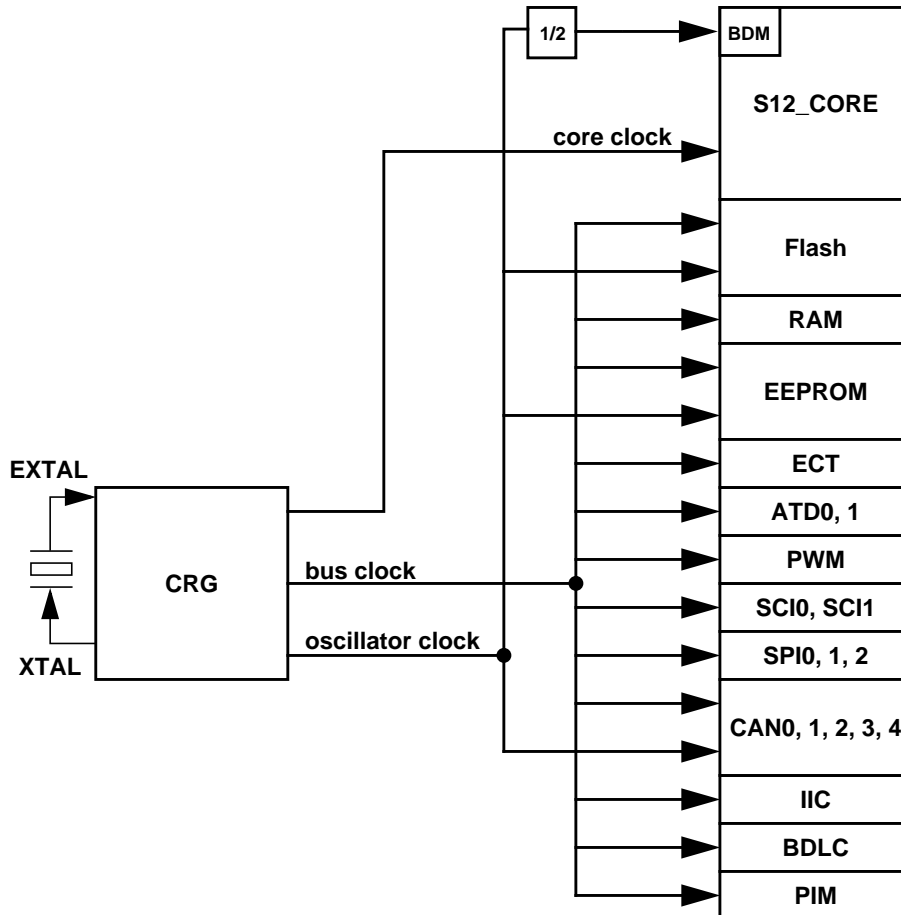 1/2
BDM
S12_CORE
core clock
Flash
RAM
EEPROM
EXTAL
ECT
ATD0, 1
PWM
bus clock
CRG
SCI0, SCI1
oscillator clock
SPI0, 1, 2
XTAL
CAN0, 1, 2, 3, 4
IIC
BDLC
PIM